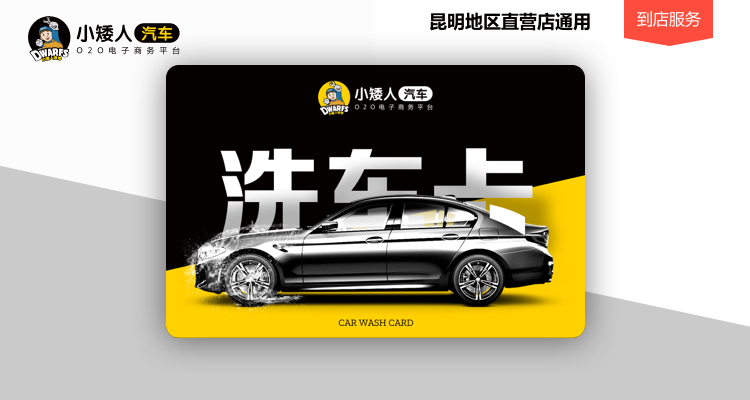 昆明地区直营店通用
到店服务
小矮人 汽车
DWARFS
O2O电子商务平台
小矮人 汽车
DWARFS
O2O电子商务平台
洗车卡
CAR WASH CARD